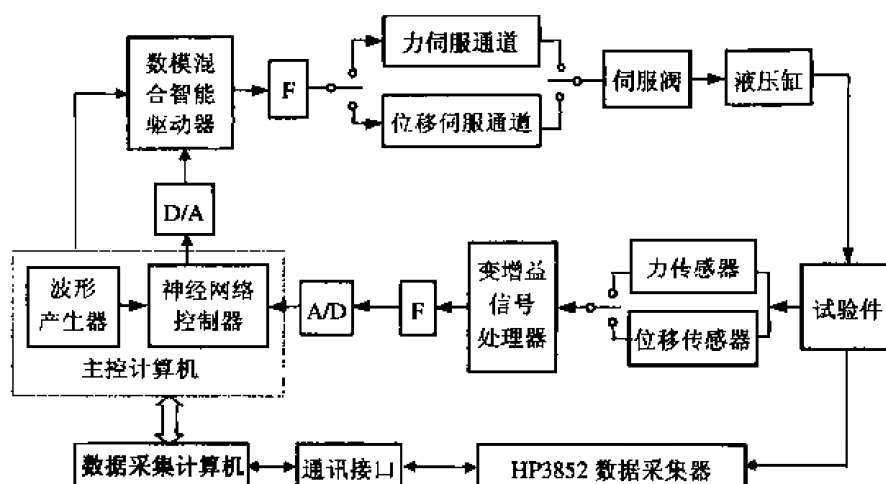 数模混
合智能
驱动器
F
力伺服通道
位移伺服通道
伺服阀
液压缸
D/A
波形
产生器
神经网络
控制器
主控计算机
A/D
F
变增益
信号
处理器
力传感器
位移传感器
试验件
数据采集计算机
通讯接口
HP3852 数据采集器